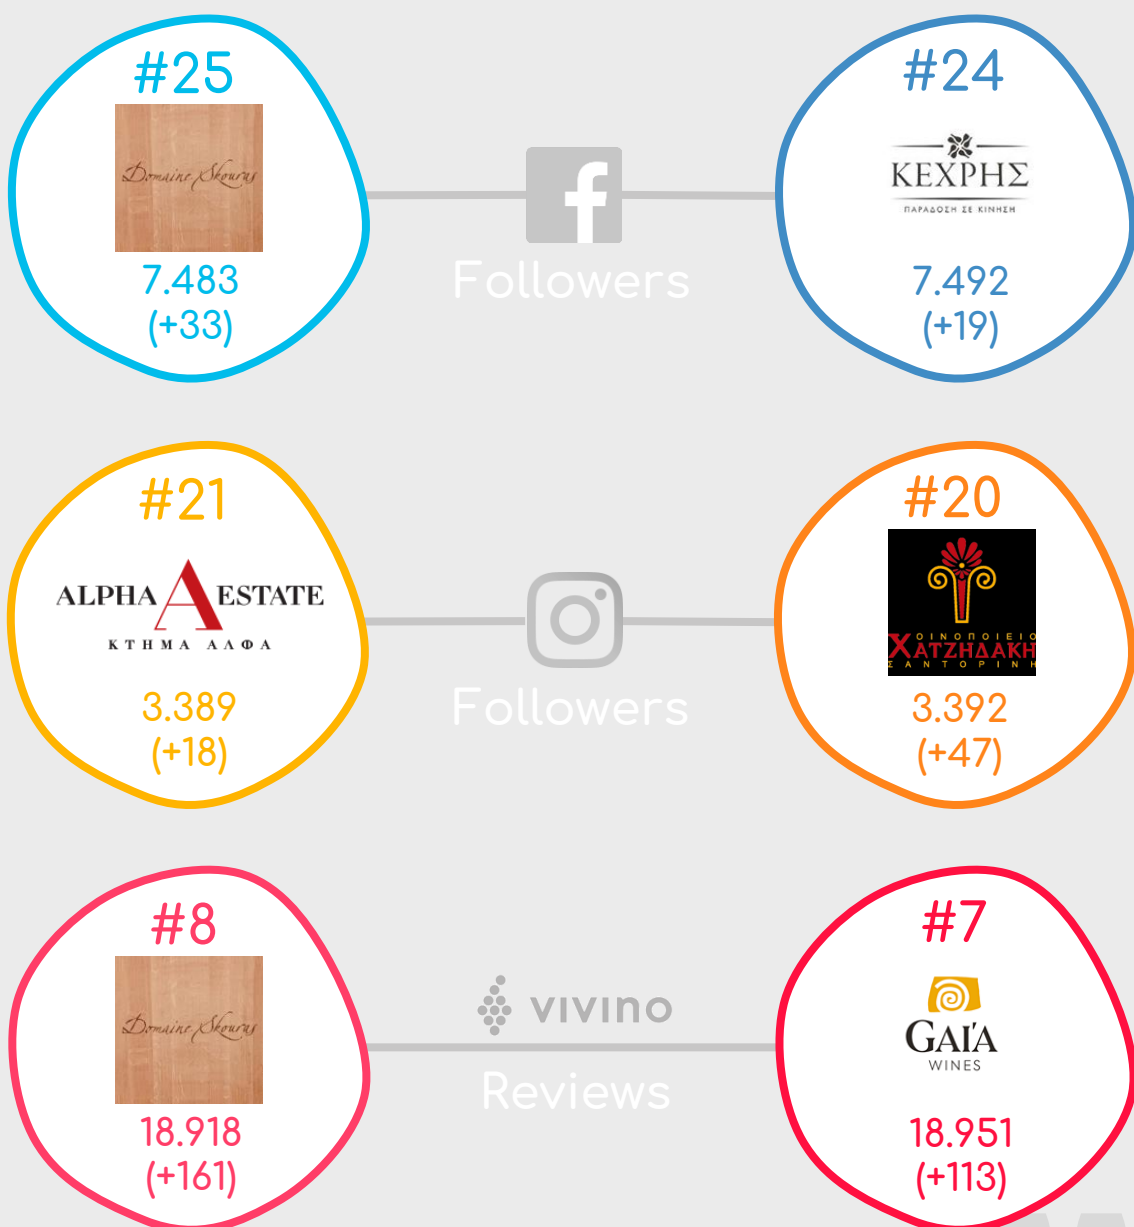 #25
Domaine Skouras
7.483
(+33)
Followers
#24
ΚΕΧΡΗΣ
ΠΑΡΑΔΟΣΗ ΣΕ ΚΙΝΗΣΗ
7.492
(+19)
#21
ALPHA A ESTATE
ΚΤΗΜΑ ΑΛΦΑ
3.389
(+18)
Followers
#20
ΟΙΝΟΠΟΙΕΙΟ
ΧΑΤΖΗΔΑΚΗ
ΣΑΝΤΟΡΙΝΗ
3.392
(+47)
#8
Domaine Skouras
18.918
(+161)
VIVINO
Reviews
#7
GAI'A
WINES
18.951
(+113)